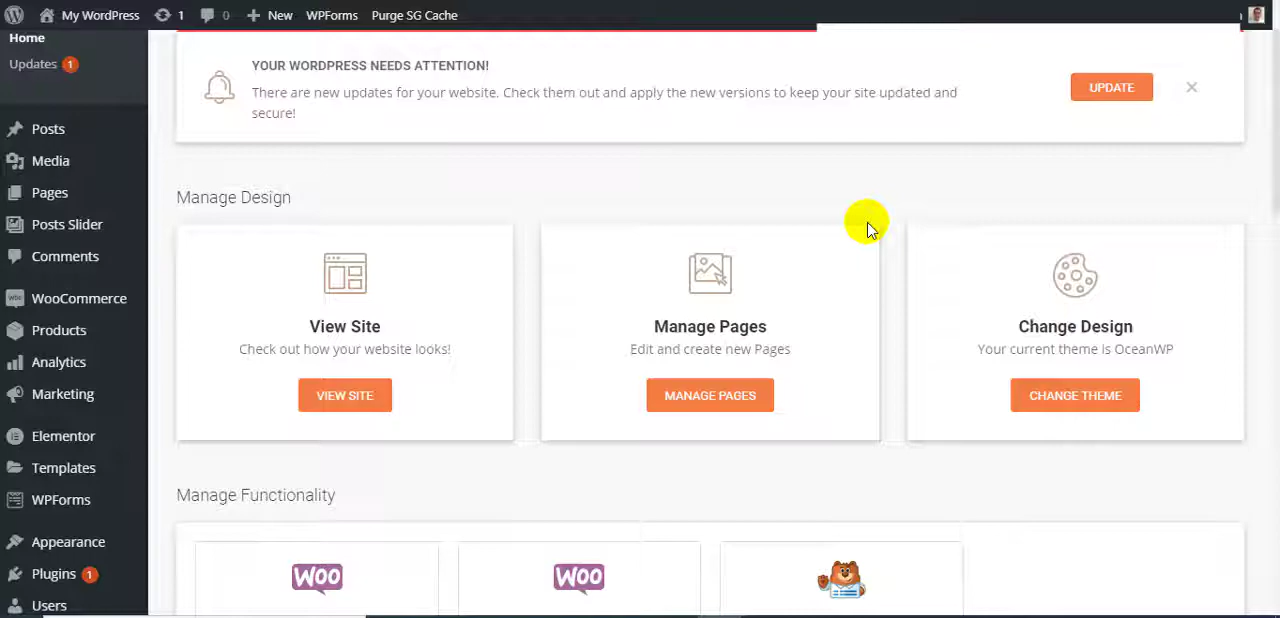 My WordPress 1 0 New WPForms Purge SG Cache
Home
Updates 1
Posts
Media
Pages
Posts Slider
Comments
WooCommerce
Products
Analytics
Marketing
Elementor
Templates
WPForms
Appearance
Plugins 1
Users
YOUR WORDPRESS NEEDS ATTENTION!
There are new updates for your website. Check them out and apply the new versions to keep your site updated and
secure!
UPDATE
Manage Design
View Site
Check out how your website looks!
VIEW SITE
Manage Pages
Edit and create new Pages
MANAGE PAGES
Change Design
Your current theme is OceanWP
CHANGE THEME
Manage Functionality
WOO
WOO